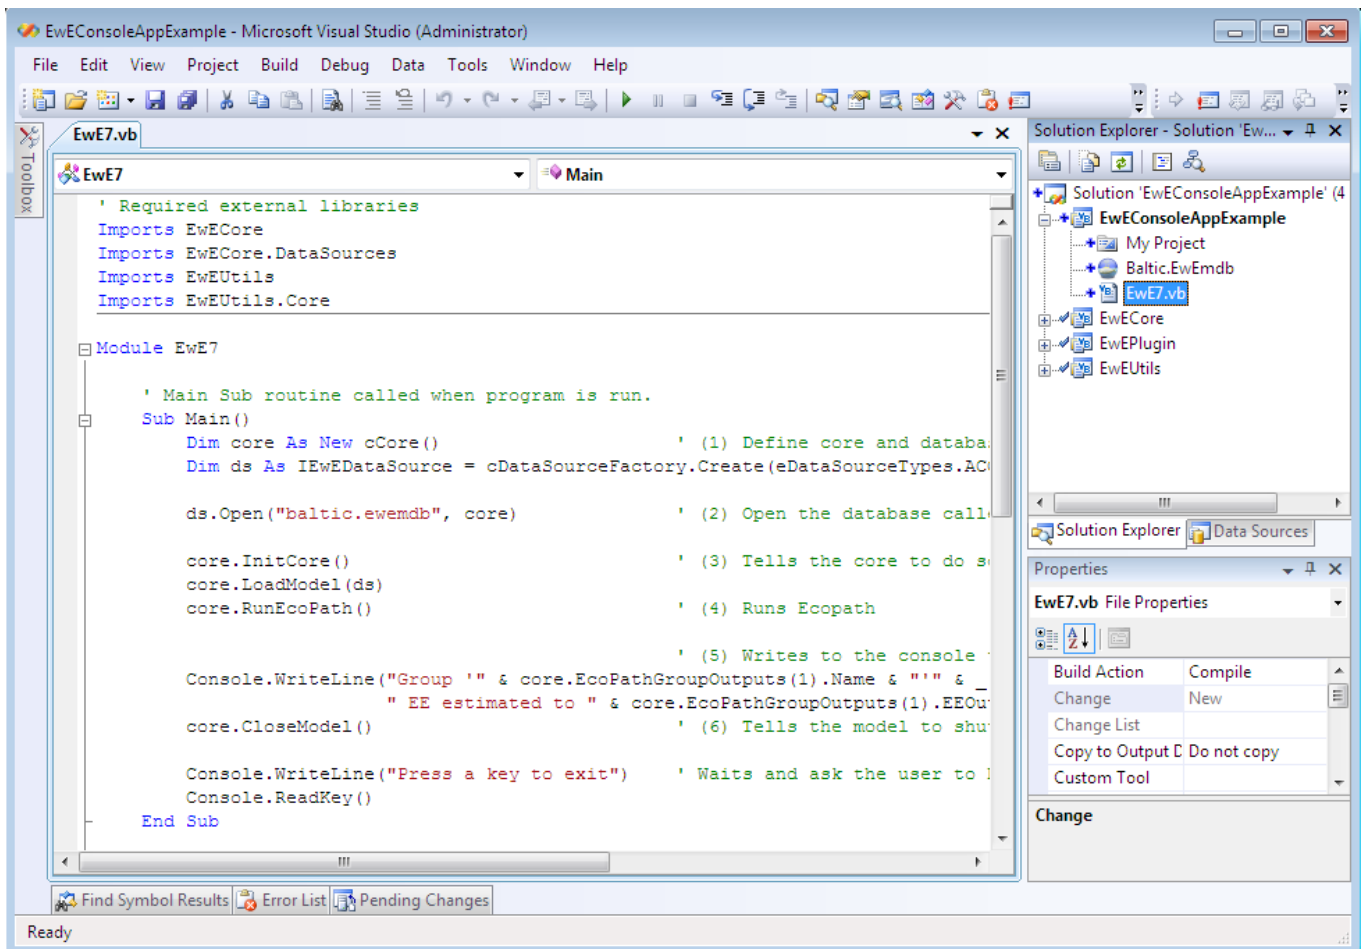 EwEConsoleAppExample - Microsoft Visual Studio (Administrator)
File Edit View Project Build Debug Data Tools Window Help
Toolbox
EwE7.vb
EwE7
Main
' Required external libraries
Imports EwECore
Imports EwECore.DataSources
Imports EwEUtils
Imports EwEUtils.Core
Module EwE7
' Main Sub routine called when program is run.
Sub Main()
Dim core As New cCore() ' (1) Define core and databa
Dim ds As IEwEDataSource = cDataSourceFactory.Create(eDataSourceTypes.AC
ds.Open("baltic.ewemdb", core) ' (2) Open the database call
core.InitCore() ' (3) Tells the core to do s
core.LoadModel(ds)
core.RunEcoPath() ' (4) Runs Ecopath
' (5) Writes to the console
Console.WriteLine("Group '" & core.EcoPathGroupOutputs(1).Name & "'" & _
" EE estimated to " & core.EcoPathGroupOutputs(1).EEOu
core.CloseModel() ' (6) Tells the model to shu
Console.WriteLine("Press a key to exit") ' Waits and ask the user to
Console.ReadKey()
End Sub
Find Symbol Results Error List Pending Changes
Ready
Solution Explorer - Solution 'Ew...
Solution 'EwEConsoleAppExample' (4
EwEConsoleAppExample
My Project
Baltic.EwEmdb
EwE7.vb
EwECore
EwEPlugin
EwEUtils
Solution Explorer Data Sources
Properties
EwE7.vb File Properties
Build Action Compile
Change New
Change List
Copy to Output D Do not copy
Custom Tool
Change